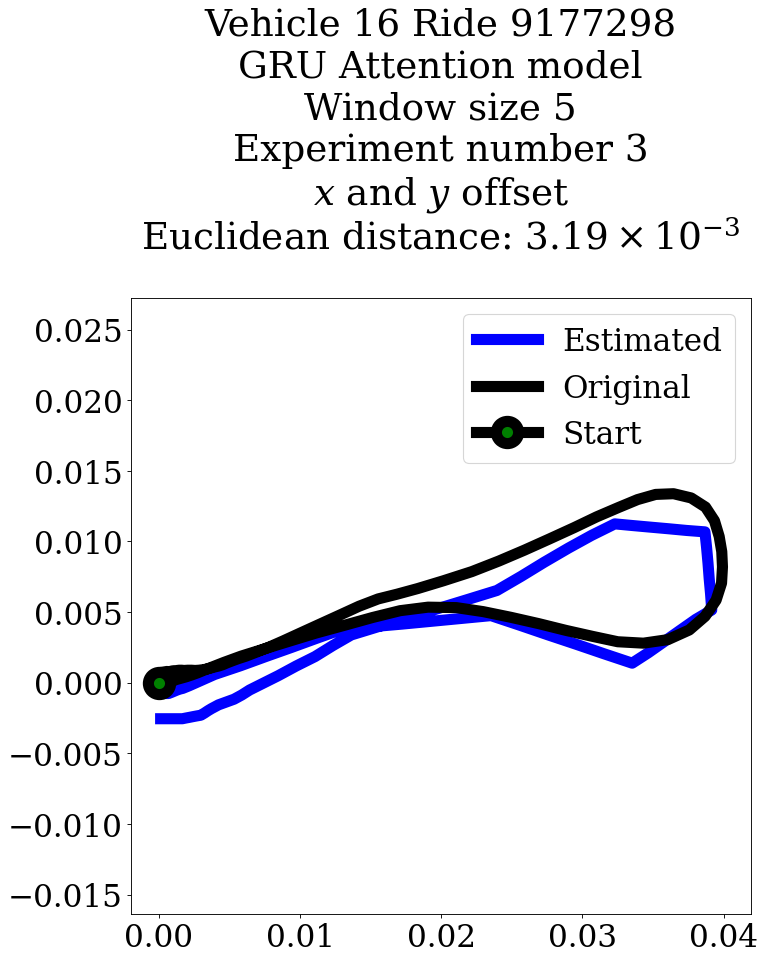 Vehicle 16 Ride 9177298
GRU Attention model
Window size 5
Experiment number 3
x and y offset
Euclidean distance: 3.19 × 10⁻³
Estimated
Original
Start
0.025
0.020
0.015
0.010
0.005
0.000
−0.005
−0.010
−0.015
0.00 0.01 0.02 0.03 0.04